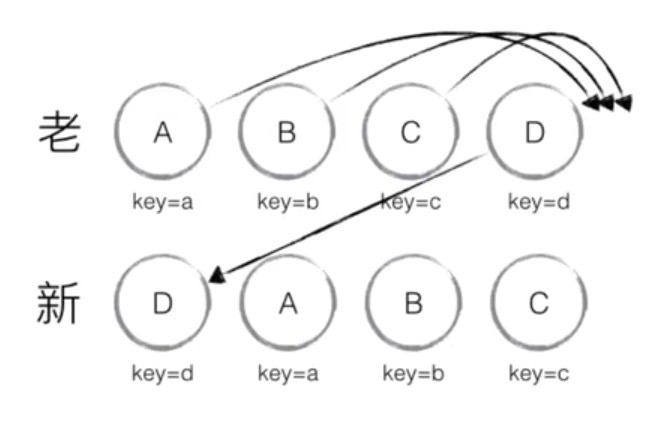 老 A B C D
key=a key=b key=c key=d
新 D A B C
key=d key=a key=b key=c